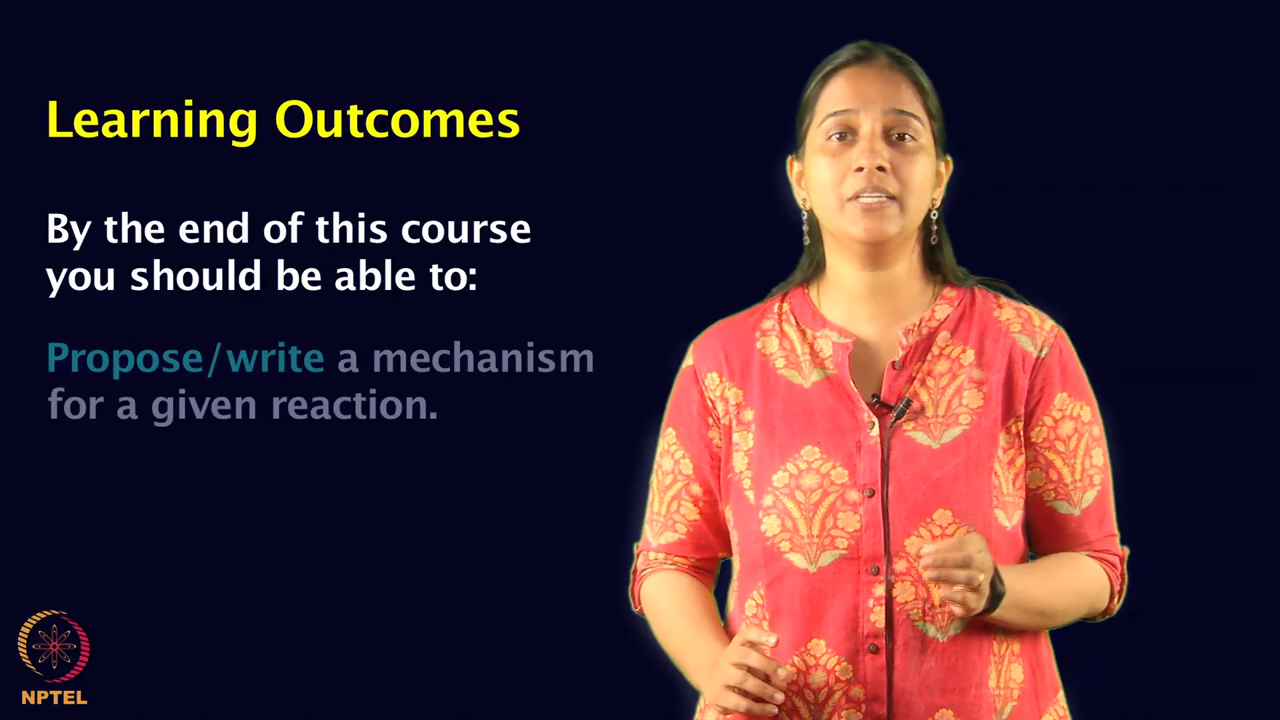 Learning Outcomes
By the end of this course
you should be able to:
Propose/write a mechanism
for a given reaction.
NPTEL